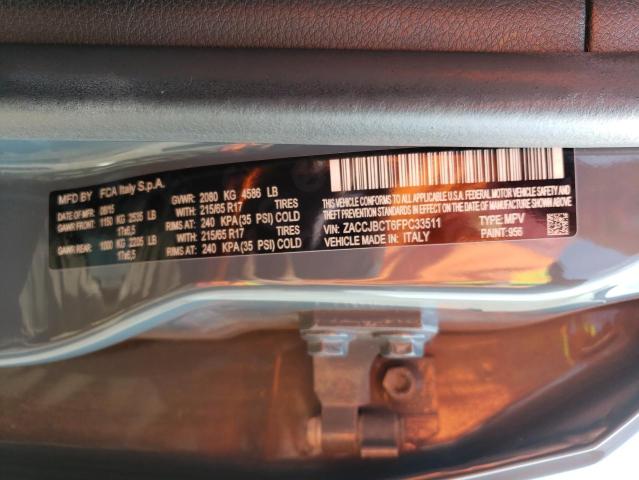 MFD BY FCA Italy S.p.A.
DATE OF MFR: 09/15 GVWR: 2080 KG 4586 LB
GAWR FRONT: 1150 KG 2535 LB WITH 215/65 R17 TIRES
17x6,5 RIMS AT: 240 KPA (35 PSI) COLD
GAWR REAR: 1000 KG 2205 LB WITH 215/65 R17 TIRES
17x6,5 RIMS AT: 240 KPA (35 PSI) COLD
THIS VEHICLE CONFORMS TO ALL APPLICABLE U.S.A. FEDERAL MOTOR VEHICLE SAFETY AND
BUMPER STANDARDS IN EFFECT ON THE DATE OF MANUFACTURE SHOWN ABOVE
VIN: ZACCJBCT6FPC33511 TYPE: MPV
VEHICLE MADE IN: ITALY PAINT: 956